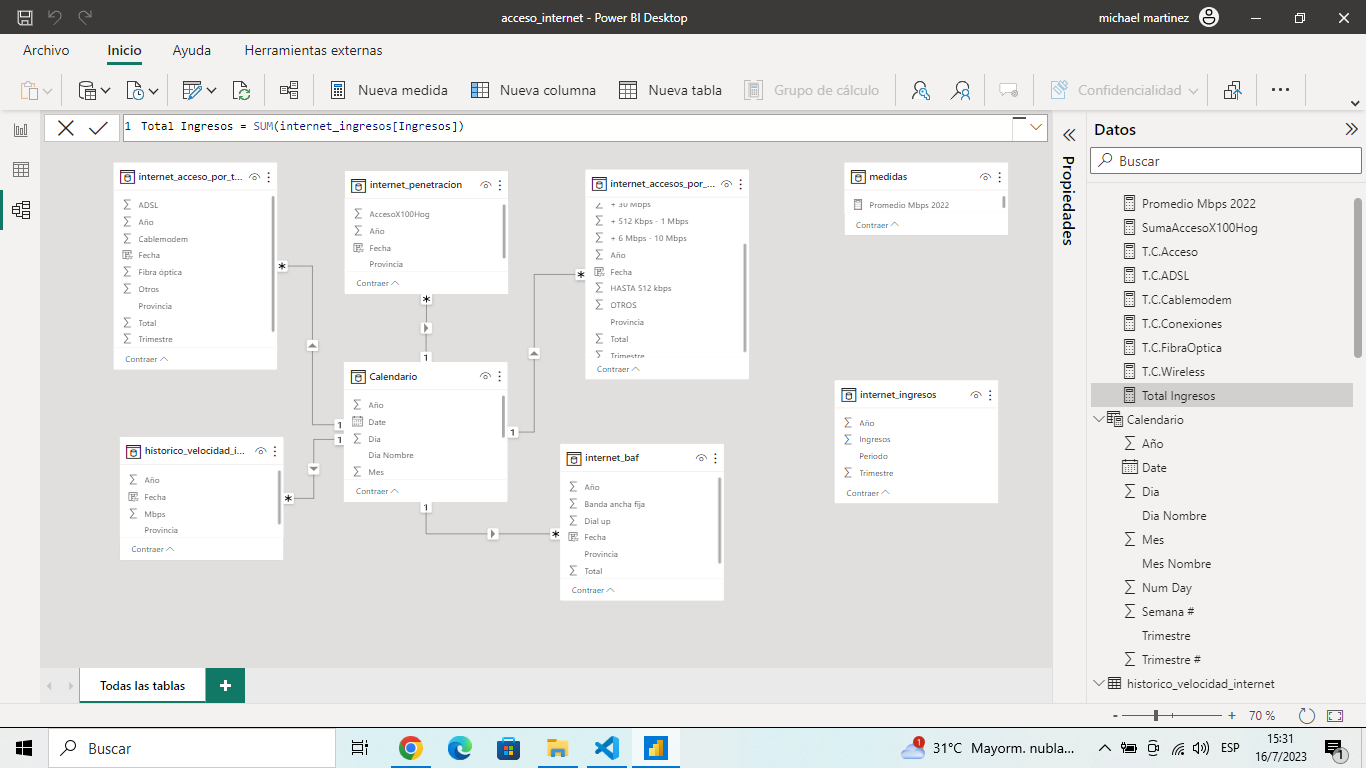 acceso_internet - Power BI Desktop
michael martinez
Archivo
Inicio
Ayuda
Herramientas externas
Nueva medida
Nueva columna
Nueva tabla
Grupo de cálculo
Confidencialidad
1 Total Ingresos = SUM(internet_ingresos[Ingresos])
internet_acceso_por_t...
ADSL
Año
Cablemodem
Fecha
Fibra óptica
Otros
Provincia
Total
Trimestre
Contraer
internet_penetracion
AccesoX100Hog
Año
Fecha
Provincia
Contraer
internet_accesos_por_...
+ 30 Mbps
+ 512 Kbps - 1 Mbps
+ 6 Mbps - 10 Mbps
Año
Fecha
HASTA 512 kbps
OTROS
Provincia
Total
Trimestre
Contraer
medidas
Promedio Mbps 2022
Contraer
Calendario
Año
Date
Dia
Dia Nombre
Mes
Contraer
internet_ingresos
Año
Ingresos
Periodo
Trimestre
Contraer
historico_velocidad_i...
Año
Fecha
Mbps
Provincia
Contraer
internet_baf
Año
Banda ancha fija
Dial up
Fecha
Provincia
Total
Contraer
*
*
1
*
1
1
1
*
1
*
Todas las tablas
+
Propiedades
Datos
Buscar
Promedio Mbps 2022
SumaAccesoX100Hog
T.C.Acceso
T.C.ADSL
T.C.Cablemodem
T.C.Conexiones
T.C.FibraOptica
T.C.Wireless
Total Ingresos
Calendario
Año
Date
Dia
Dia Nombre
Mes
Mes Nombre
Num Day
Semana #
Trimestre
Trimestre #
historico_velocidad_internet
- + 70 %
Buscar
1
31°C Mayorm. nubla...
ESP
15:31
16/7/2023
1